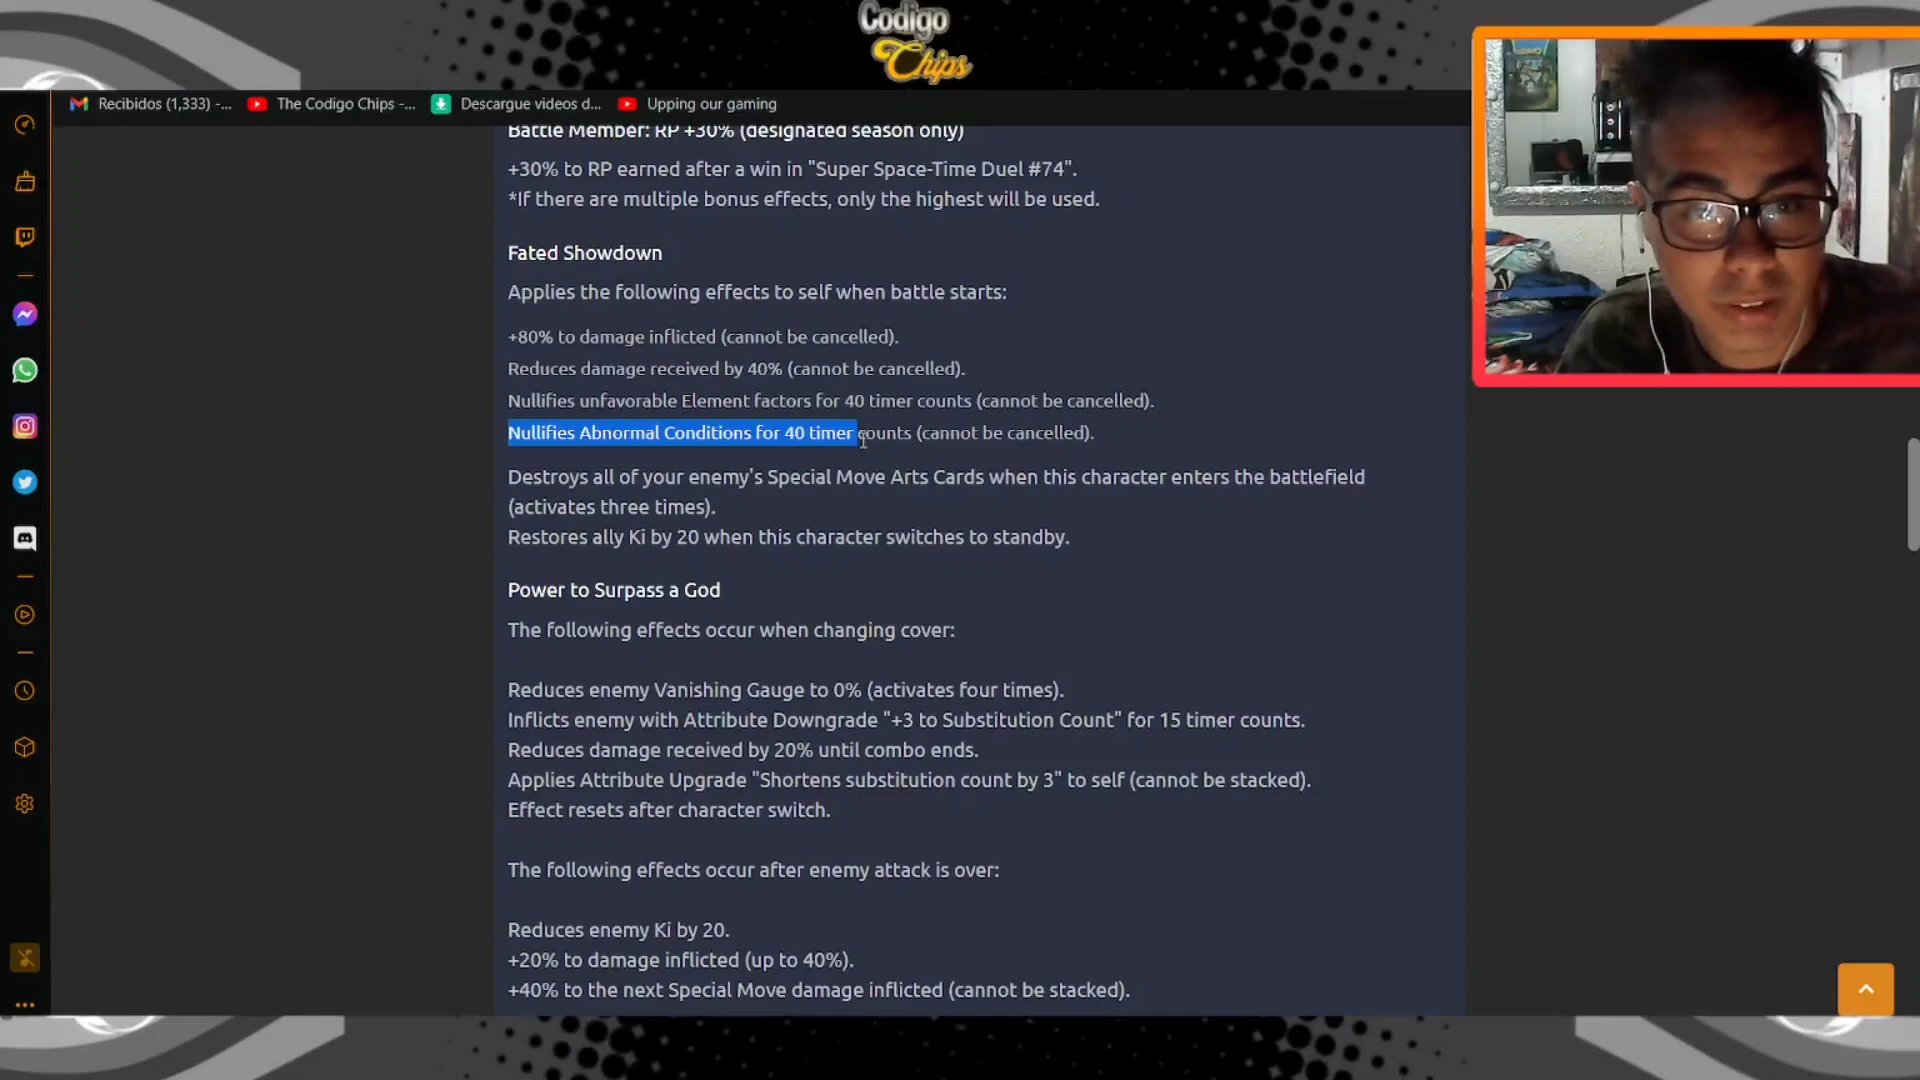 Codigo
Chips
Recibidos (1,333) -...
The Codigo Chips -...
Descargue videos d...
Upping our gaming
Battle Member: RP +30% (designated season only)
+30% to RP earned after a win in "Super Space-Time Duel #74".
*If there are multiple bonus effects, only the highest will be used.
Fated Showdown
Applies the following effects to self when battle starts:
+80% to damage inflicted (cannot be cancelled).
Reduces damage received by 40% (cannot be cancelled).
Nullifies unfavorable Element factors for 40 timer counts (cannot be cancelled).
Nullifies Abnormal Conditions for 40 timer counts (cannot be cancelled).
Destroys all of your enemy's Special Move Arts Cards when this character enters the battlefield
(activates three times).
Restores ally Ki by 20 when this character switches to standby.
Power to Surpass a God
The following effects occur when changing cover:
Reduces enemy Vanishing Gauge to 0% (activates four times).
Inflicts enemy with Attribute Downgrade "+3 to Substitution Count" for 15 timer counts.
Reduces damage received by 20% until combo ends.
Applies Attribute Upgrade "Shortens substitution count by 3" to self (cannot be stacked).
Effect resets after character switch.
The following effects occur after enemy attack is over:
Reduces enemy Ki by 20.
+20% to damage inflicted (up to 40%).
+40% to the next Special Move damage inflicted (cannot be stacked).